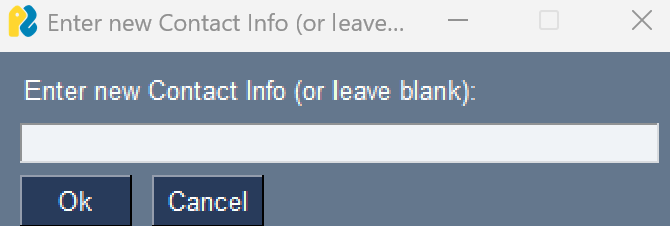 Enter new Contact Info (or leave...
Enter new Contact Info (or leave blank):
Ok Cancel